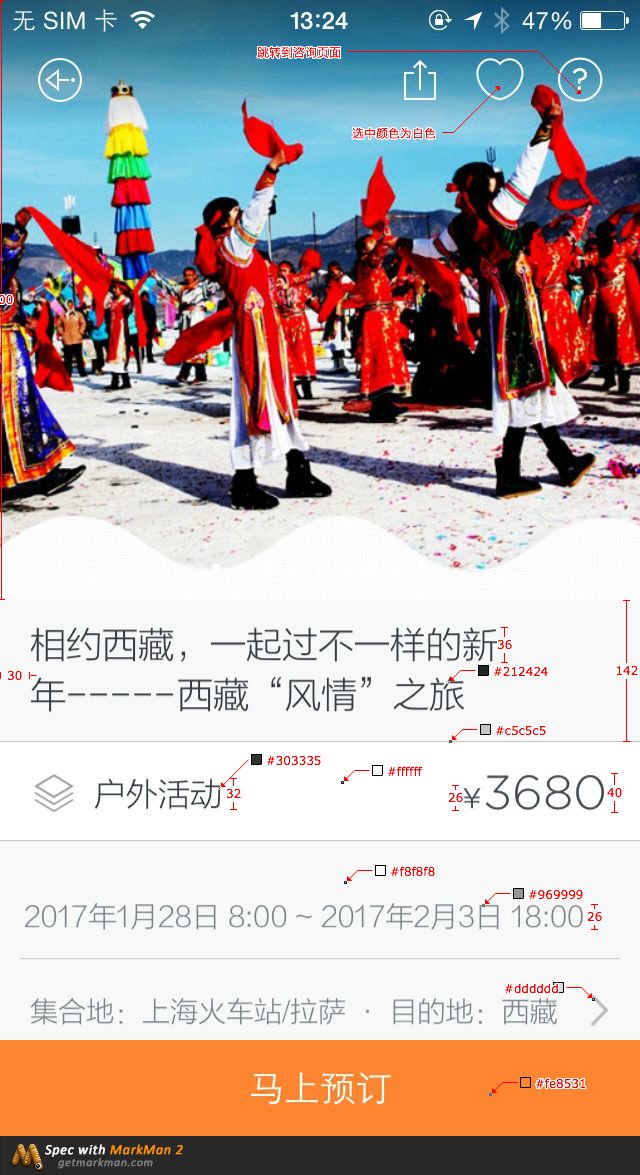 无 SIM 卡
13:24
47%
跳转到咨询页面
选中颜色为白色
00
相约西藏，一起过不一样的新
36
#212424
142
30
年-----西藏“风情”之旅
#c5c5c5
#303335
#ffffff
户外活动
32
26
¥3680
40
#f8f8f8
#969999
2017年1月28日 8:00 ~ 2017年2月3日 18:00
26
#dddddd
集合地：上海火车站/拉萨 · 目的地：西藏
马上预订
#fe8531
Spec with MarkMan 2
getmarkman.com